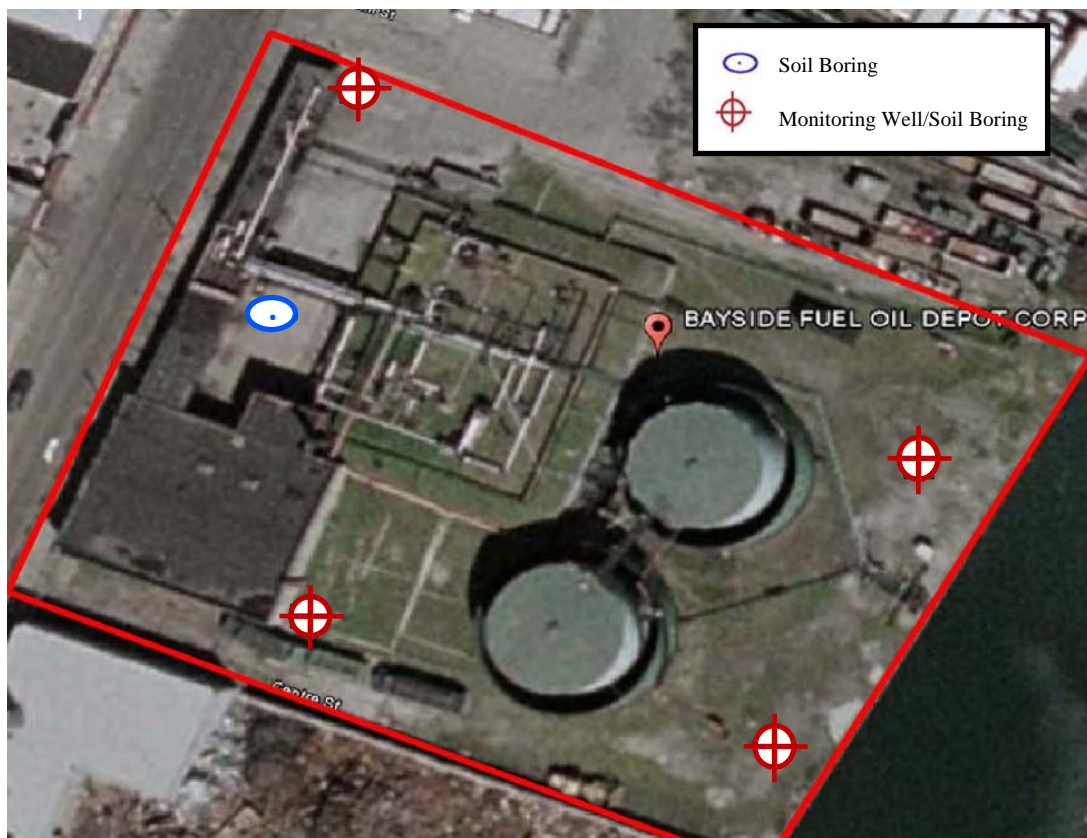 Soil Boring
Monitoring Well/Soil Boring
BAYSIDE FUEL OIL DEPOT CORP
Centre St